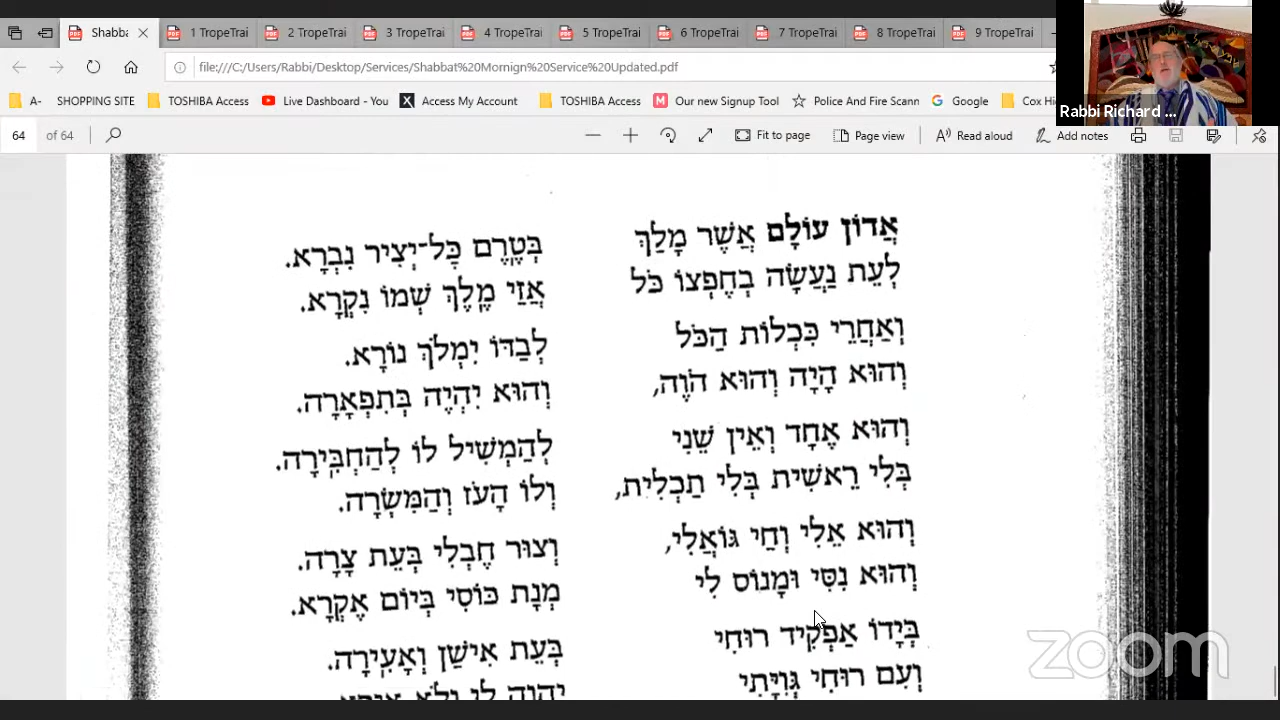 Shabba
1 TropeTrai
2 TropeTrai
3 TropeTrai
4 TropeTrai
5 TropeTrai
6 TropeTrai
7 TropeTrai
8 TropeTrai
9 TropeTrai
file:///C:/Users/Rabbi/Desktop/Services/Shabbat%20Mornign%20Service%20Updated.pdf
A- SHOPPING SITE
TOSHIBA Access
Live Dashboard - You
Access My Account
TOSHIBA Access
Our new Signup Tool
Police And Fire Scann
Google
Cox Hi
Rabbi Richard ...
64 of 64
Fit to page
Page view
Read aloud
Add notes
אֲדוֹן עוֹלָם אֲשֶׁר מָלַךְ בְּטֶֽרֶם כָּל־יְצִיר נִבְרָא.
לְעֵת נַעֲשָׂה בְחֶפְצוֹ כֹּל אֲזַי מֶֽלֶךְ שְׁמוֹ נִקְרָא.
וְאַחֲרֵי כִּכְלוֹת הַכֹּל לְבַדּוֹ יִמְלֹךְ נוֹרָא.
וְהוּא הָיָה וְהוּא הֹוֶה, וְהוּא יִהְיֶה בְּתִפְאָרָה.
וְהוּא אֶחָד וְאֵין שֵׁנִי לְהַמְשִׁיל לוֹ לְהַחְבִּֽירָה.
בְּלִי רֵאשִׁית בְּלִי תַכְלִית, וְלוֹ הָעֹז וְהַמִּשְׂרָה.
וְהוּא אֵלִי וְחַי גּוֹאֲלִי, וְצוּר חֶבְלִי בְּעֵת צָרָה.
וְהוּא נִסִּי וּמָנוֹס לִי מְנָת כּוֹסִי בְּיוֹם אֶקְרָא.
בְּיָדוֹ אַפְקִיד רוּחִי בְּעֵת אִישַׁן וְאָעִֽירָה.
וְעִם רוּחִי גְּוִיָּתִי יְהֹוָה לִי וְלֹא אִירָא
zoom